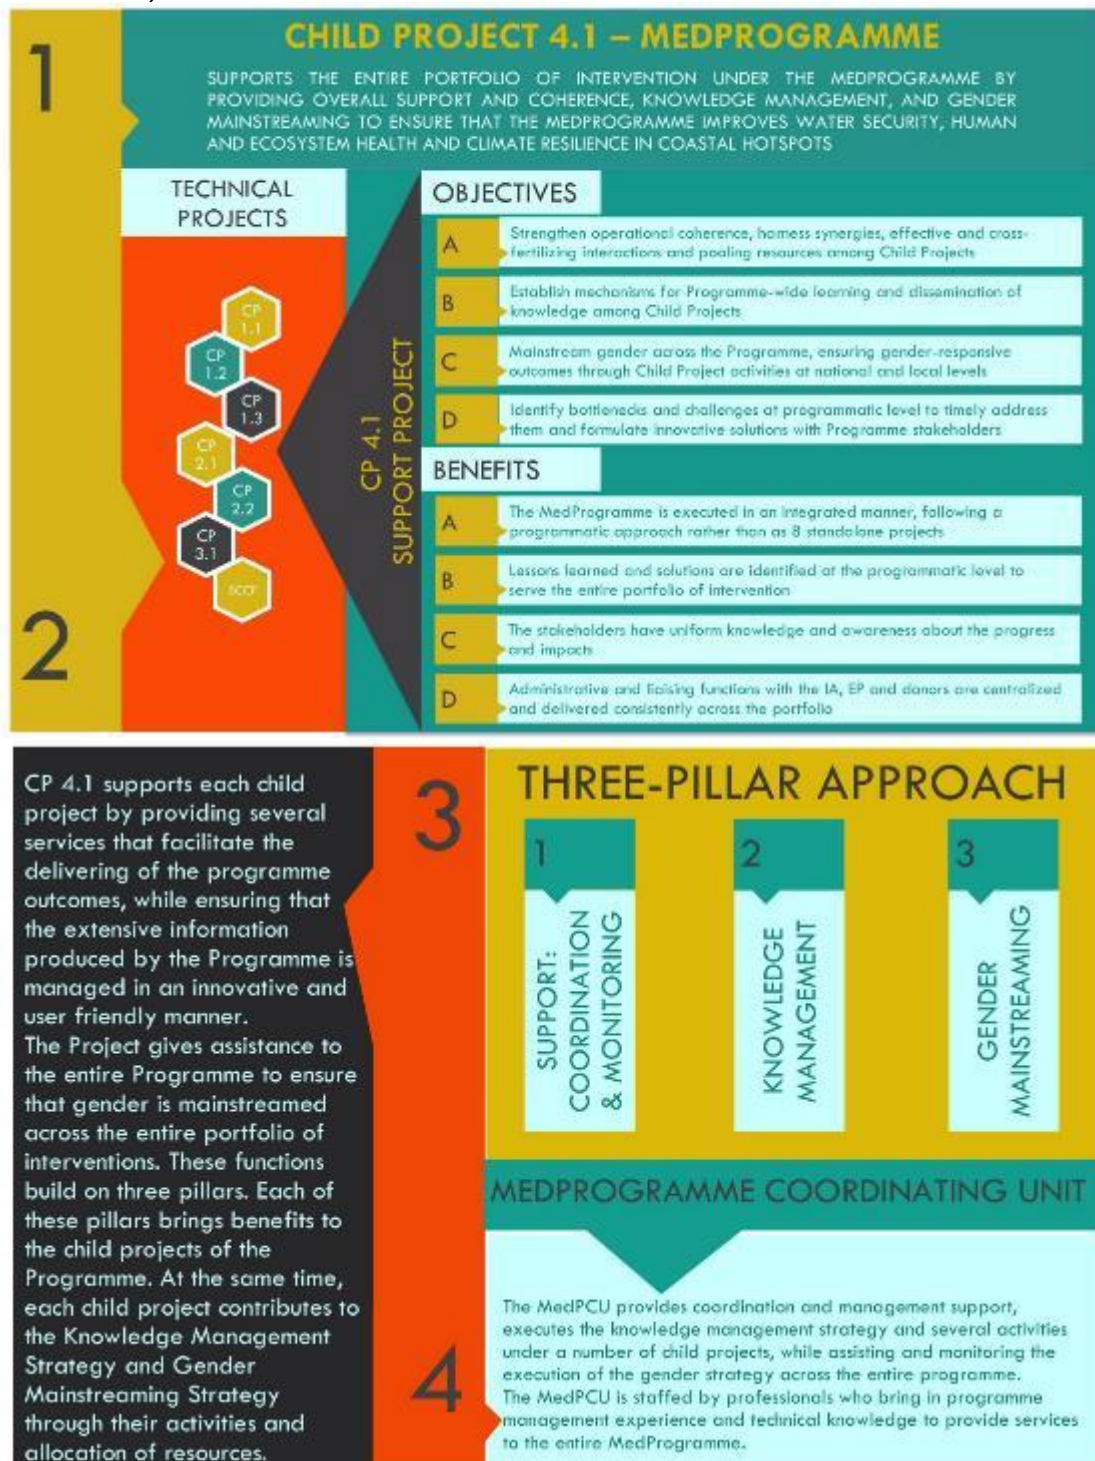 1
CHILD PROJECT 4.1 – MEDPROGRAMME
SUPPORTS THE ENTIRE PORTFOLIO OF INTERVENTION UNDER THE MEDPROGRAMME BY
PROVIDING OVERALL SUPPORT AND COHERENCE, KNOWLEDGE MANAGEMENT, AND GENDER
MAINSTREAMING TO ENSURE THAT THE MEDPROGRAMME IMPROVES WATER SECURITY, HUMAN
AND ECOSYSTEM HEALTH AND CLIMATE RESILIENCE IN COASTAL HOTSPOTS
2
TECHNICAL
PROJECTS
CP
1.1
CP
1.2
CP
1.3
CP
2.1
CP
2.2
CP
3.1
CP 4.1
SUPPORT PROJECT
OBJECTIVES
A
Strengthen operational coherence, harness synergies, effective and cross-
fertilizing interactions and pooling resources among Child Projects
B
Establish mechanisms for Programme-wide learning and dissemination of
knowledge among Child Projects
C
Mainstream gender across the Programme, ensuring gender-responsive
outcomes through Child Project activities at national and local levels
D
Identify bottlenecks and challenges at programmatic level to timely address
them and formulate innovative solutions with Programme stakeholders
BENEFITS
A
The MedProgramme is executed in an integrated manner, following a
programmatic approach rather than as 8 standalone projects
B
Lessons learned and solutions are identified at the programmatic level to
serve the entire portfolio of intervention
C
The stakeholders have uniform knowledge and awareness about the progress
and impacts
D
Administrative and liaising functions with the IA, EP and donors are centralized
and delivered consistently across the portfolio
CP 4.1 supports each child
project by providing several
services that facilitate the
delivering of the programme
outcomes, while ensuring that
the extensive information
produced by the Programme is
managed in an innovative and
user friendly manner.
The Project gives assistance to
the entire Programme to ensure
that gender is mainstreamed
across the entire portfolio of
interventions. These functions
build on three pillars. Each of
these pillars brings benefits to
the child projects of the
Programme. At the same time,
each child project contributes to
the Knowledge Management
Strategy and Gender
Mainstreaming Strategy
through their activities and
allocation of resources.
3
THREE-PILLAR APPROACH
1
SUPPORT:
COORDINATION
& MONITORING
2
KNOWLEDGE
MANAGEMENT
3
GENDER
MAINSTREAMING
4
MEDPROGRAMME COORDINATING UNIT
The MedPCU provides coordination and management support,
executes the knowledge management strategy and several activities
under a number of child projects, while assisting and monitoring the
execution of the gender strategy across the entire programme.
The MedPCU is staffed by professionals who bring in programme
management experience and technical knowledge to provide services
to the entire MedProgramme.